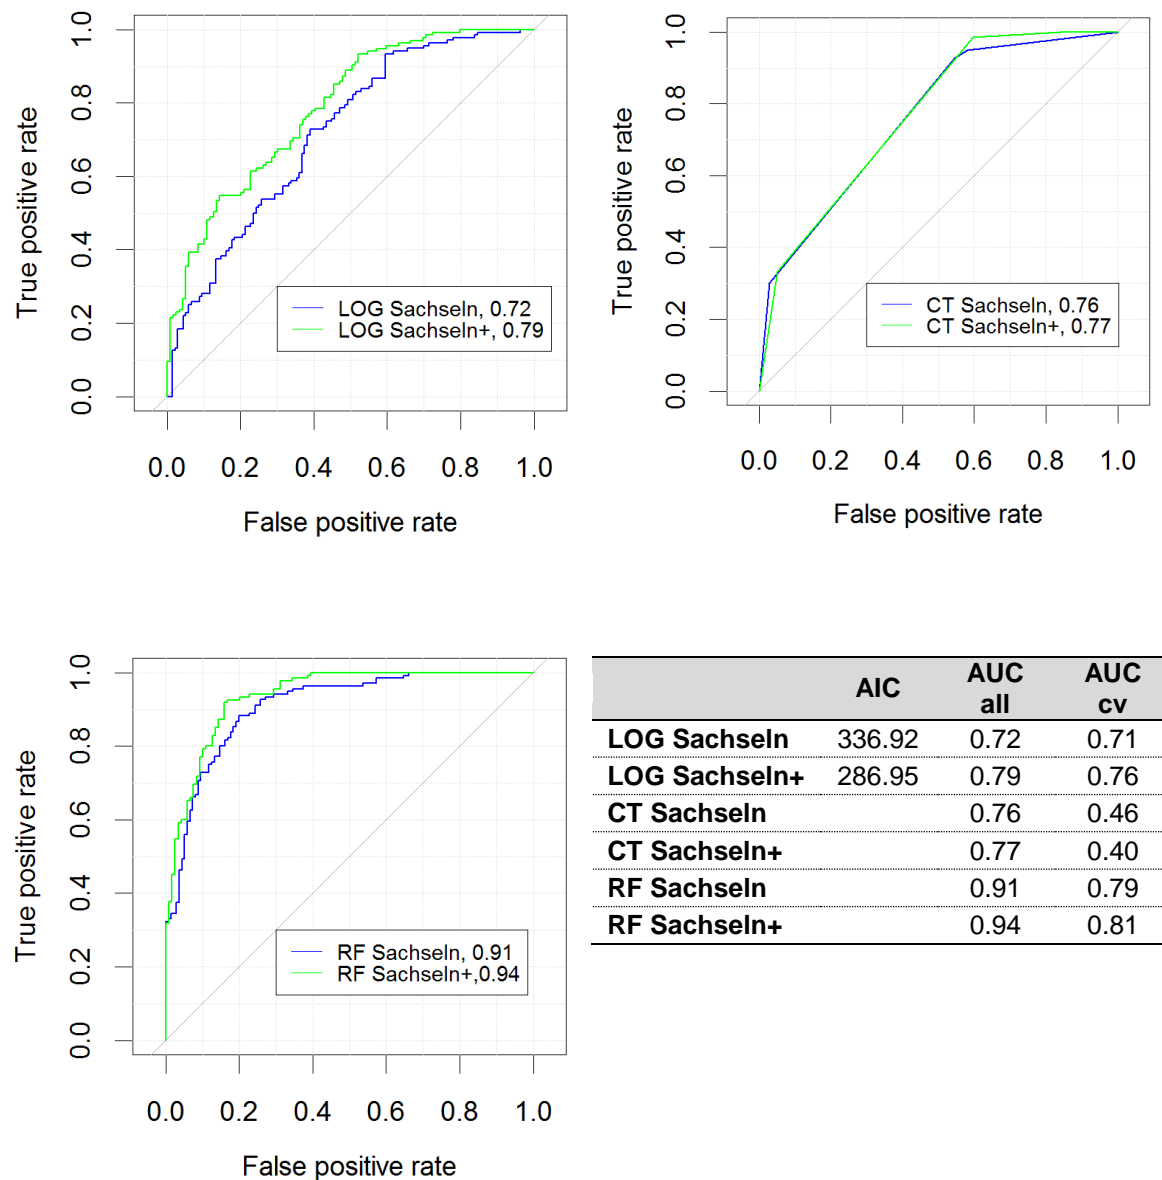 1.0
0.8
0.6
0.4
0.2
0.0
True positive rate
LOG Sachseln, 0.72
LOG Sachseln+, 0.79
0.0 0.2 0.4 0.6 0.8 1.0
False positive rate
1.0
0.8
0.6
0.4
0.2
0.0
True positive rate
CT Sachseln, 0.76
CT Sachseln+, 0.77
0.0 0.2 0.4 0.6 0.8 1.0
False positive rate
1.0
0.8
0.6
0.4
0.2
0.0
True positive rate
RF Sachseln, 0.91
RF Sachseln+,0.94
0.0 0.2 0.4 0.6 0.8 1.0
False positive rate
AIC AUC all AUC cv
LOG Sachseln 336.92 0.72 0.71
LOG Sachseln+ 286.95 0.79 0.76
CT Sachseln 0.76 0.46
CT Sachseln+ 0.77 0.40
RF Sachseln 0.91 0.79
RF Sachseln+ 0.94 0.81